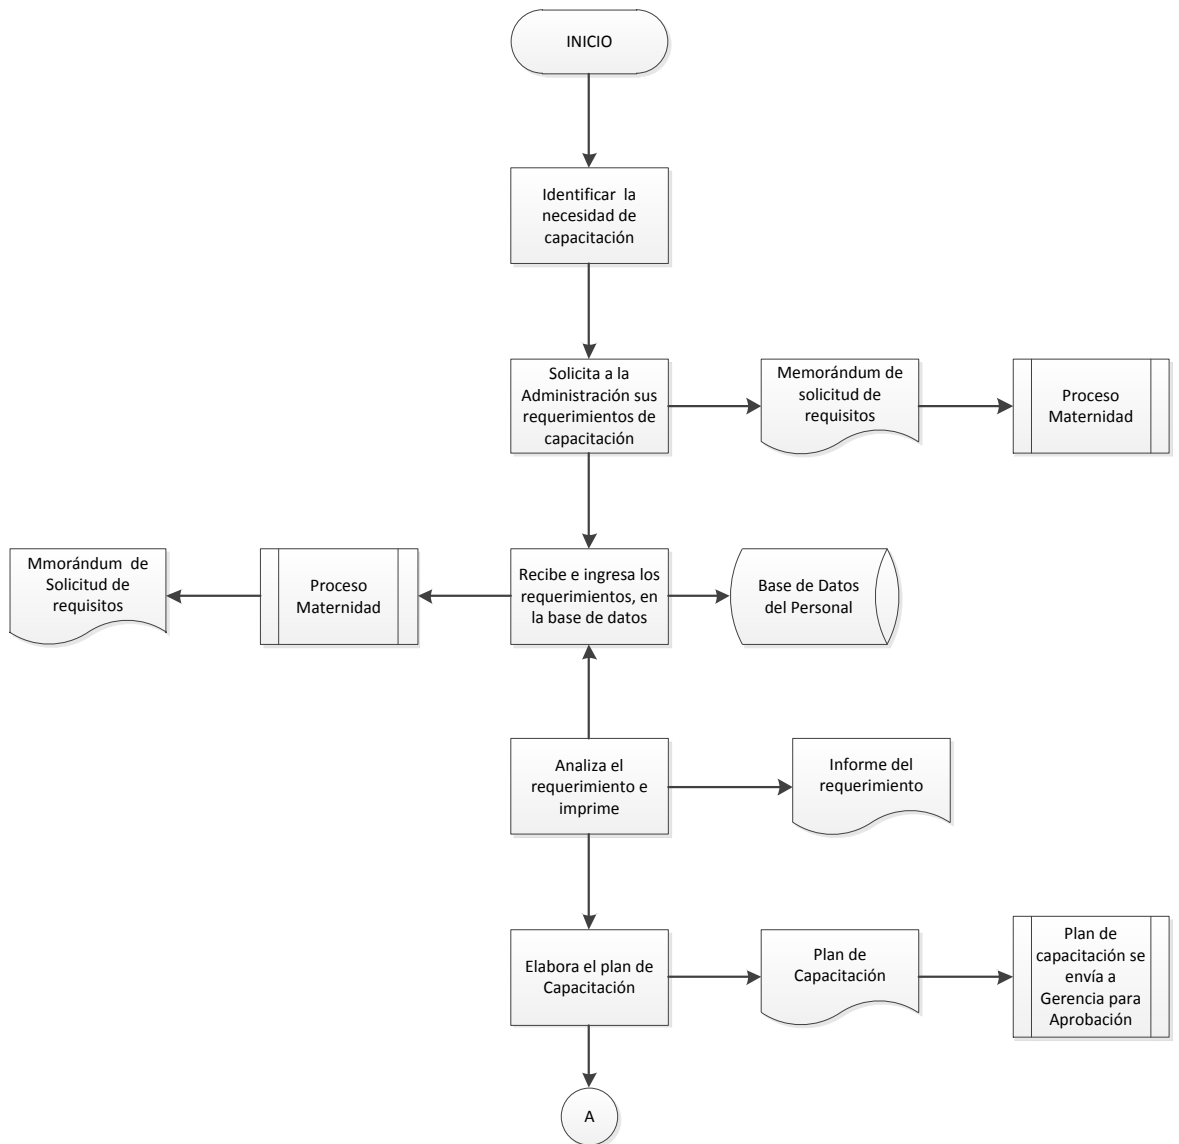 INICIO
Identificar la
necesidad de
capacitación
Solicita a la
Administración sus
requerimientos de
capacitación
Memorándum de
solicitud de
requisitos
Proceso
Maternidad
Mmorándum de
Solicitud de
requisitos
Proceso
Maternidad
Recibe e ingresa los
requerimientos, en
la base de datos
Base de Datos
del Personal
Analiza el
requerimiento e
imprime
Informe del
requerimiento
Elabora el plan de
Capacitación
Plan de
Capacitación
Plan de
capacitación se
envía a
Gerencia para
Aprobación
A